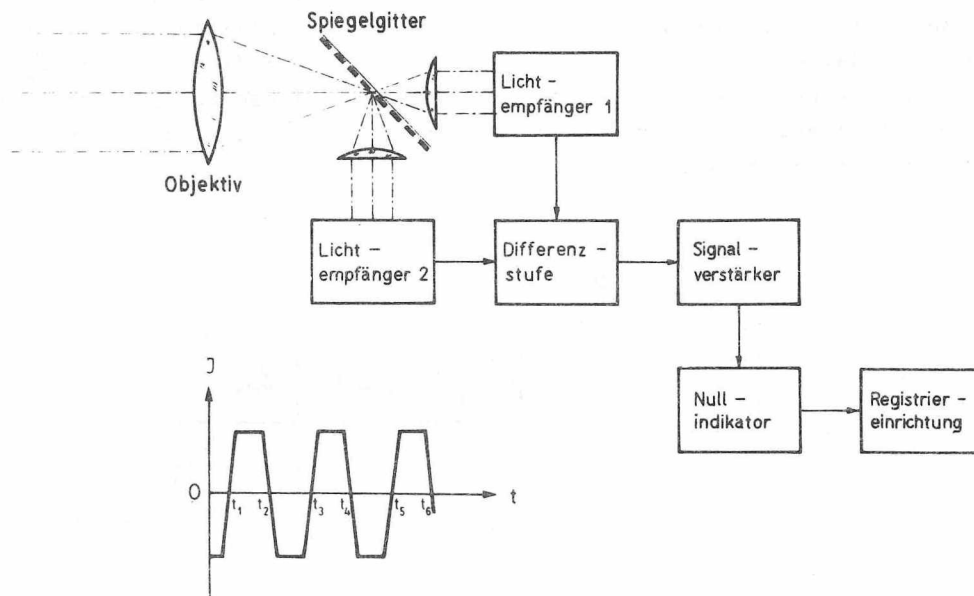 Spiegelgitter
Licht –
empfänger 1
Objektiv
Licht –
empfänger 2
Differenz –
stufe
Signal –
verstärker
Null –
indikator
Registrier –
einrichtung
J
0
t₁ t₂ t₃ t₄ t₅ t₆
t